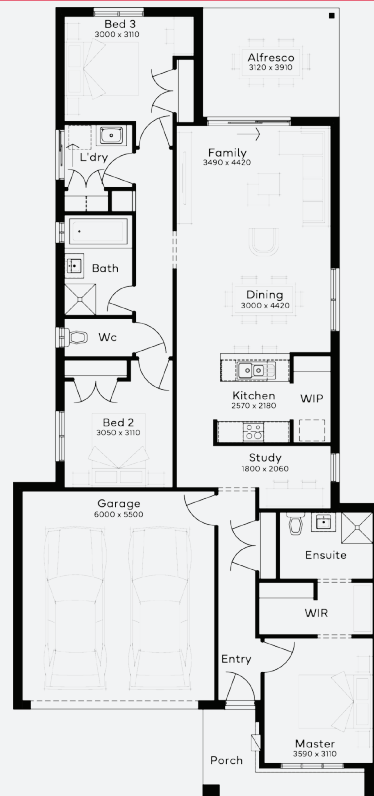 Bed 3
3000 x 3110
Alfresco
3120 x 3910
L'dry
Family
3490 x 4420
Bath
Dining
3000 x 4420
Wc
Kitchen
2570 x 2180
WIP
Bed 2
3050 x 3110
Study
1800 x 2060
Garage
6000 x 5500
Ensuite
WIR
Entry
Master
3590 x 3110
Porch